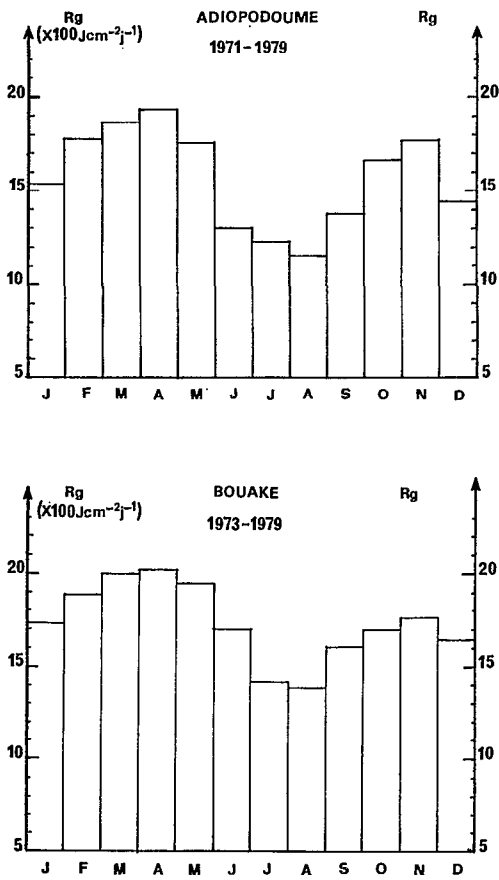 Rg ADIOPODOUME Rg
(X100Jcm⁻²j⁻¹) 1971-1979
20 20
15 15
10 10
5 5
J F M A M J J A S O N D
Rg BOUAKE Rg
(X100Jcm⁻²j⁻¹) 1973-1979
20 20
15 15
10 10
5 5
J F M A M J J A S O N D